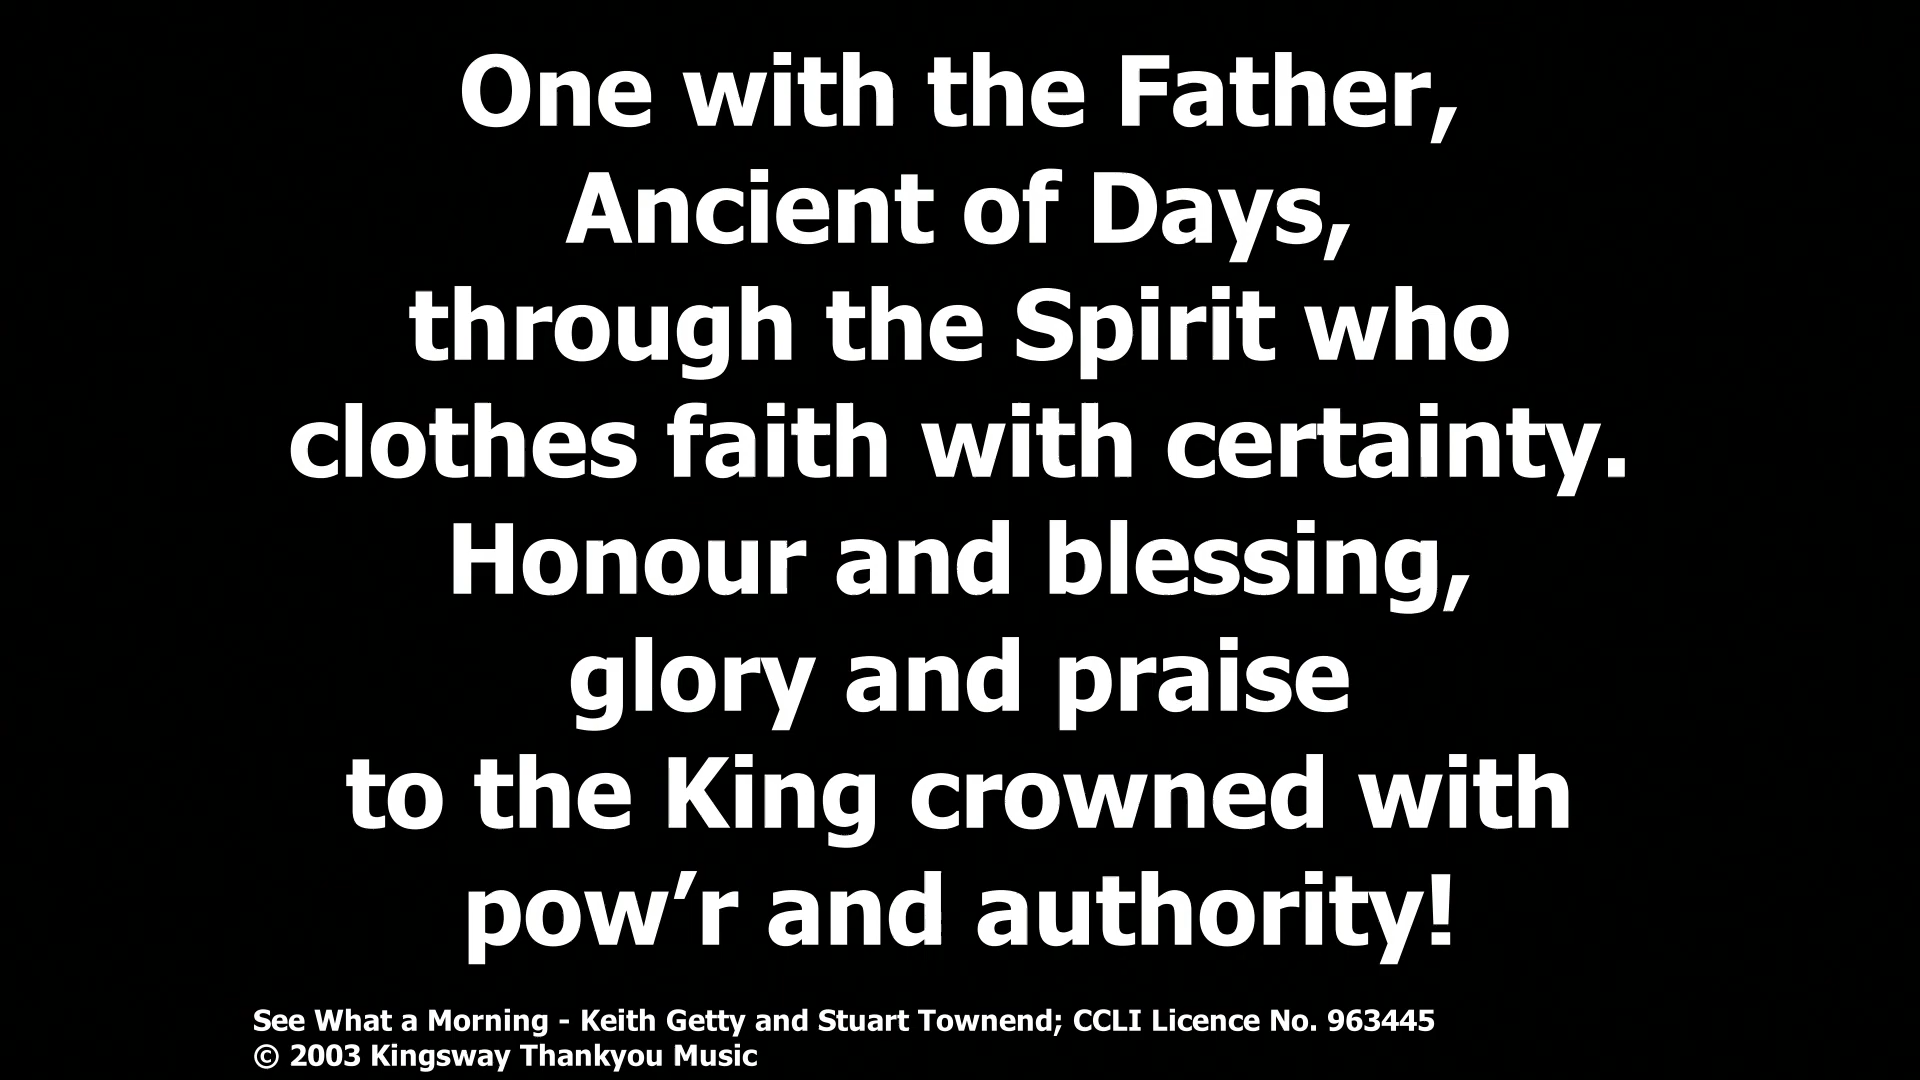 One with the Father,
Ancient of Days,
through the Spirit who
clothes faith with certainty.
Honour and blessing,
glory and praise
to the King crowned with
pow’r and authority!
See What a Morning - Keith Getty and Stuart Townend; CCLI Licence No. 963445
© 2003 Kingsway Thankyou Music